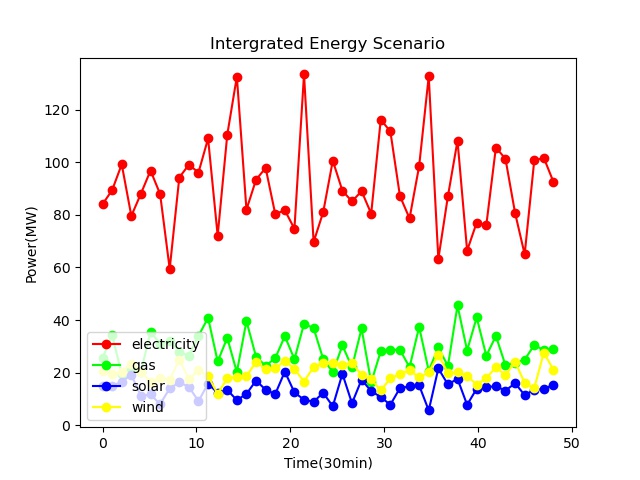 Intergrated Energy Scenario
Power(MW)
120
100
80
60
40
20
0
electricity
gas
solar
wind
0 10 20 30 40 50
Time(30min)